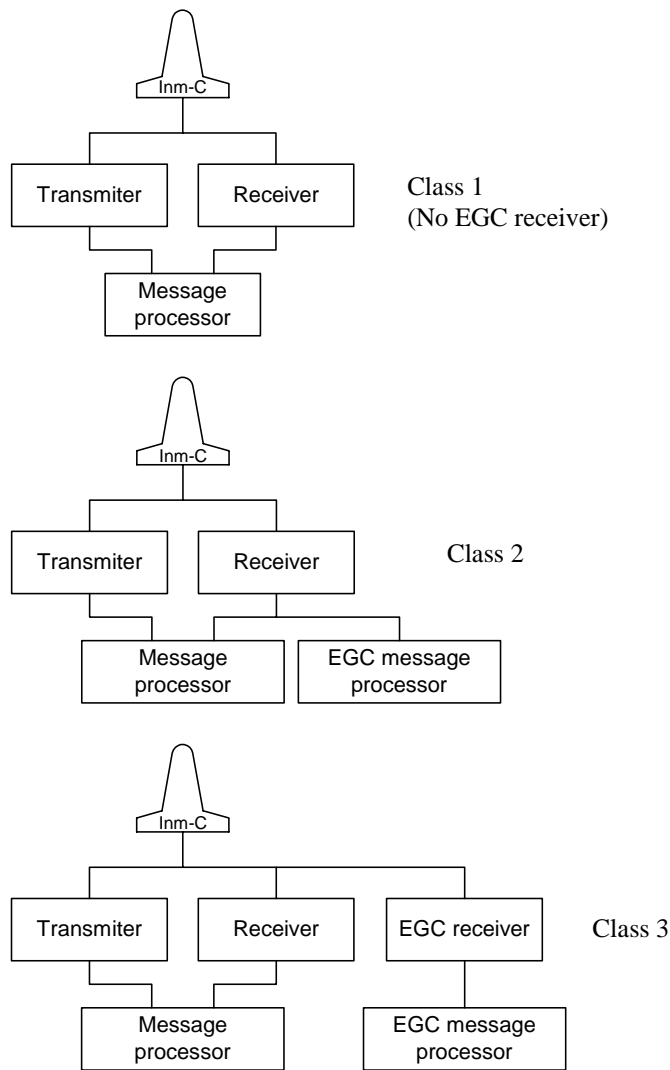 Inm-C
Transmiter
Receiver
Class 1
(No EGC receiver)
Message
processor
Inm-C
Transmiter
Receiver
Class 2
Message
processor
EGC message
processor
Inm-C
Transmiter
Receiver
EGC receiver
Class 3
Message
processor
EGC message
processor